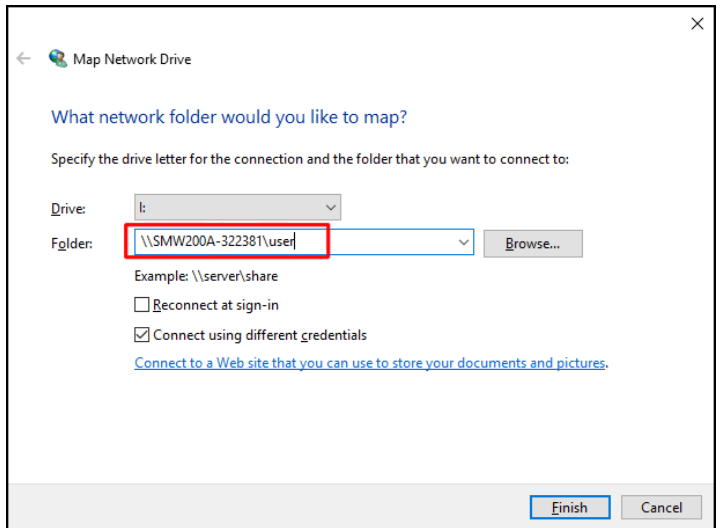 Map Network Drive
What network folder would you like to map?
Specify the drive letter for the connection and the folder that you want to connect to:
Drive: I:
Folder: \\SMW200A-322381\user Browse...
Example: \\server\share
Reconnect at sign-in
Connect using different credentials
Connect to a Web site that you can use to store your documents and pictures.
Finish Cancel